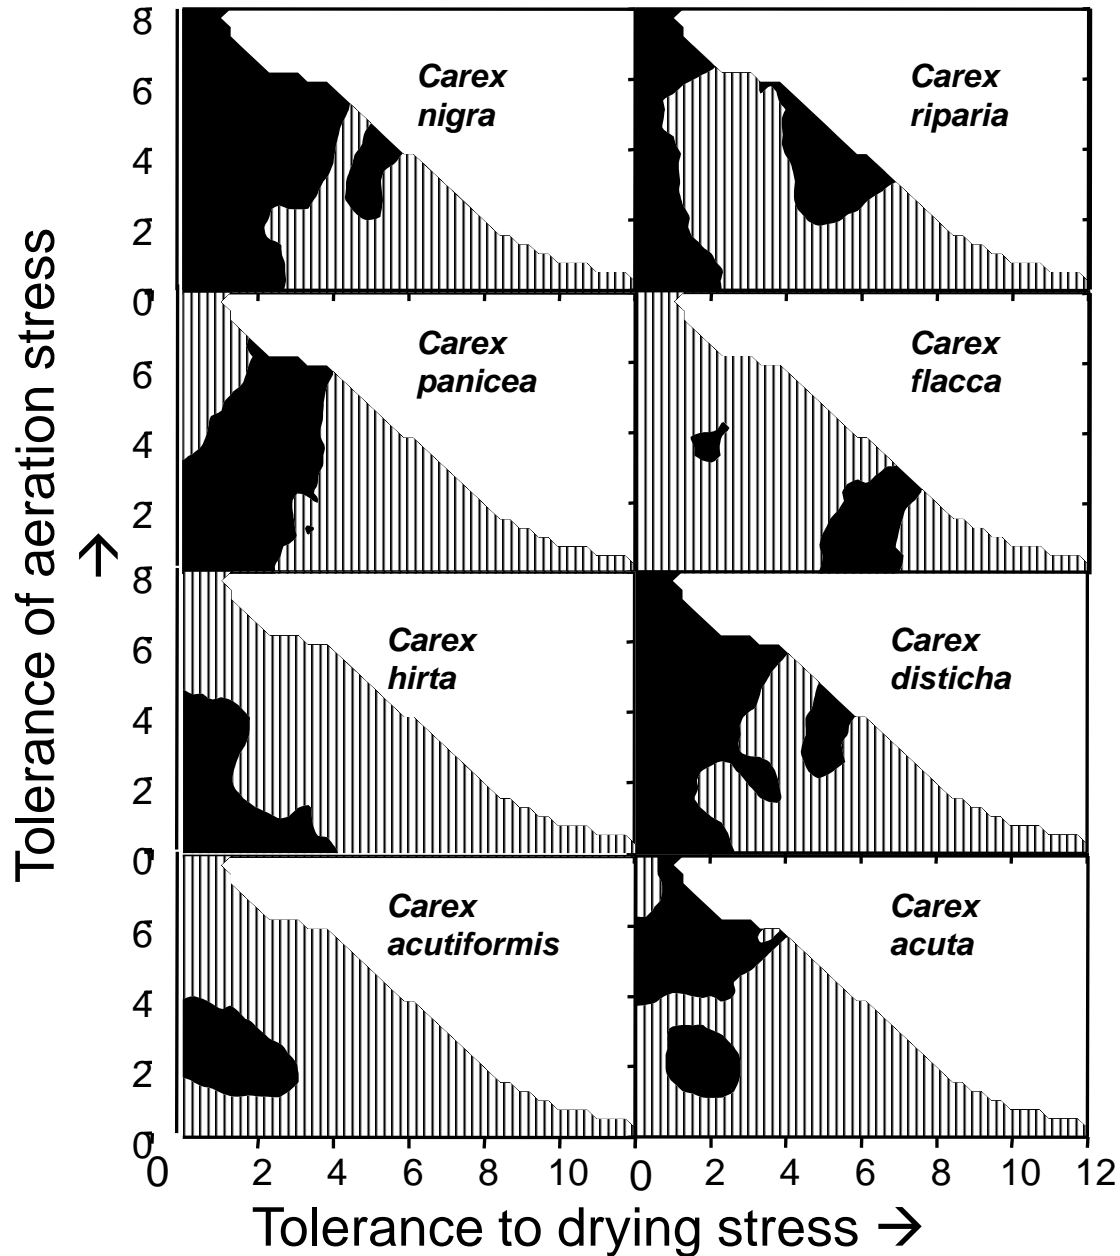 8
6
4
2
0
Carex
nigra
Carex
riparia
6
4
2
8
Carex
panicea
Carex
flacca
6
4
2
0
Carex
hirta
Carex
disticha
6
4
2
0
Carex
acutiformis
Carex
acuta
0 2 4 6 8 10 0 2 4 6 8 10 12
Tolerance of aeration stress
→
Tolerance to drying stress →